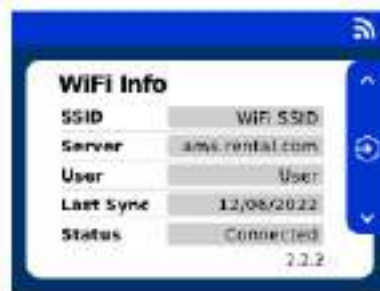 WiFi Info
SSID WiFi SSID
Server ams.rental.com
User User
Last Sync 12/06/2022
Status Connected
2.2.2